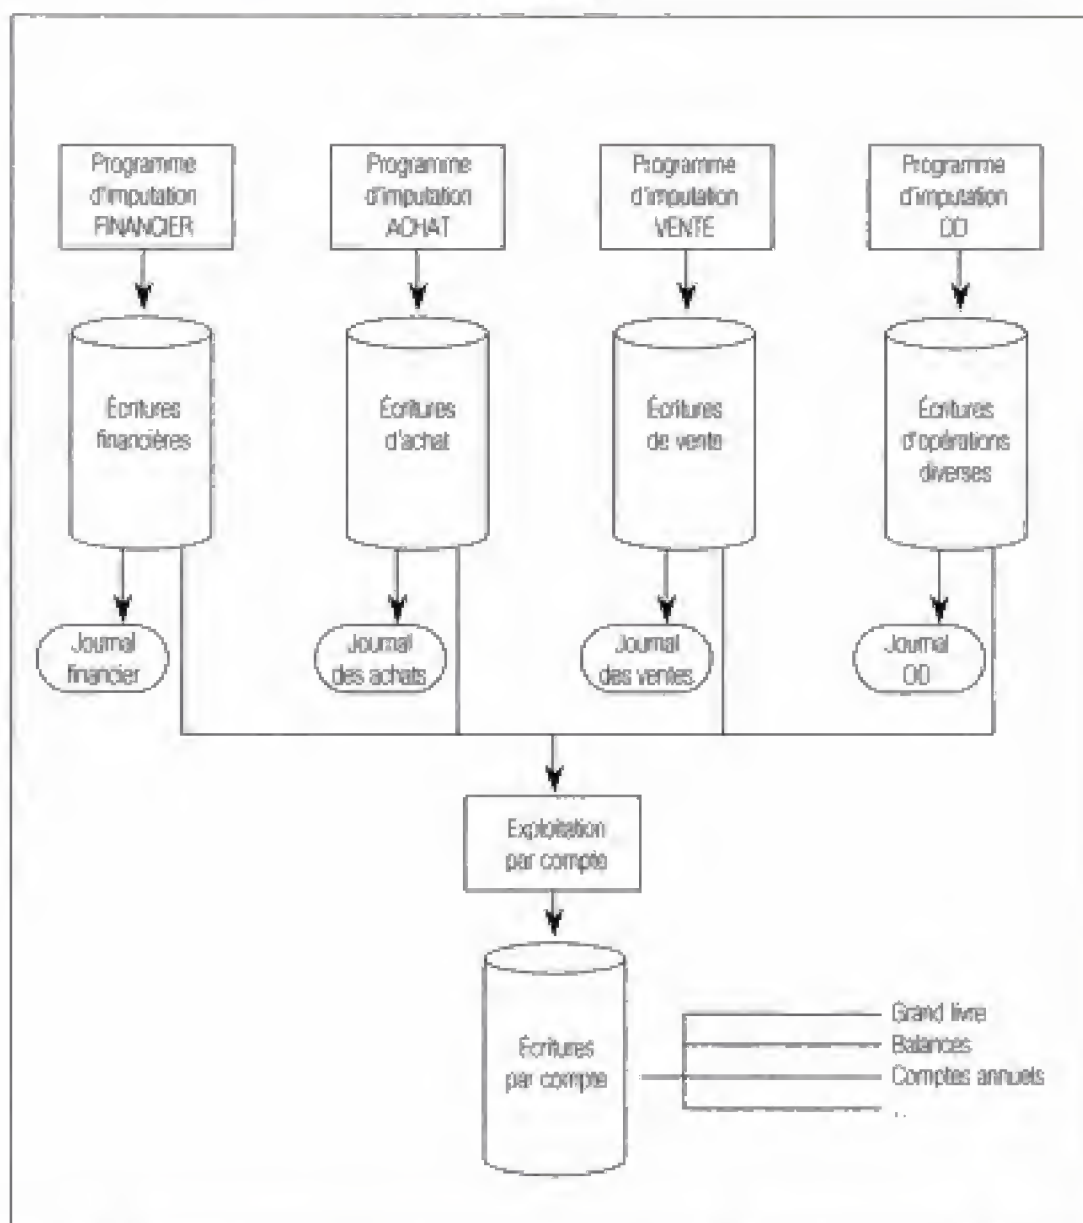 Programme
d'imputation
FINANCIER
Programme
d'imputation
ACHAT
Programme
d'imputation
VENTE
Programme
d'imputation
OD
Écritures
financières
Écritures
d'achat
Écritures
de vente
Écritures
d'opérations
diverses
Journal
financier
Journal
des achats
Journal
des ventes
Journal
OD
Exploitation
par compte
Écritures
par compte
Grand livre
Balances
Comptes annuels
...